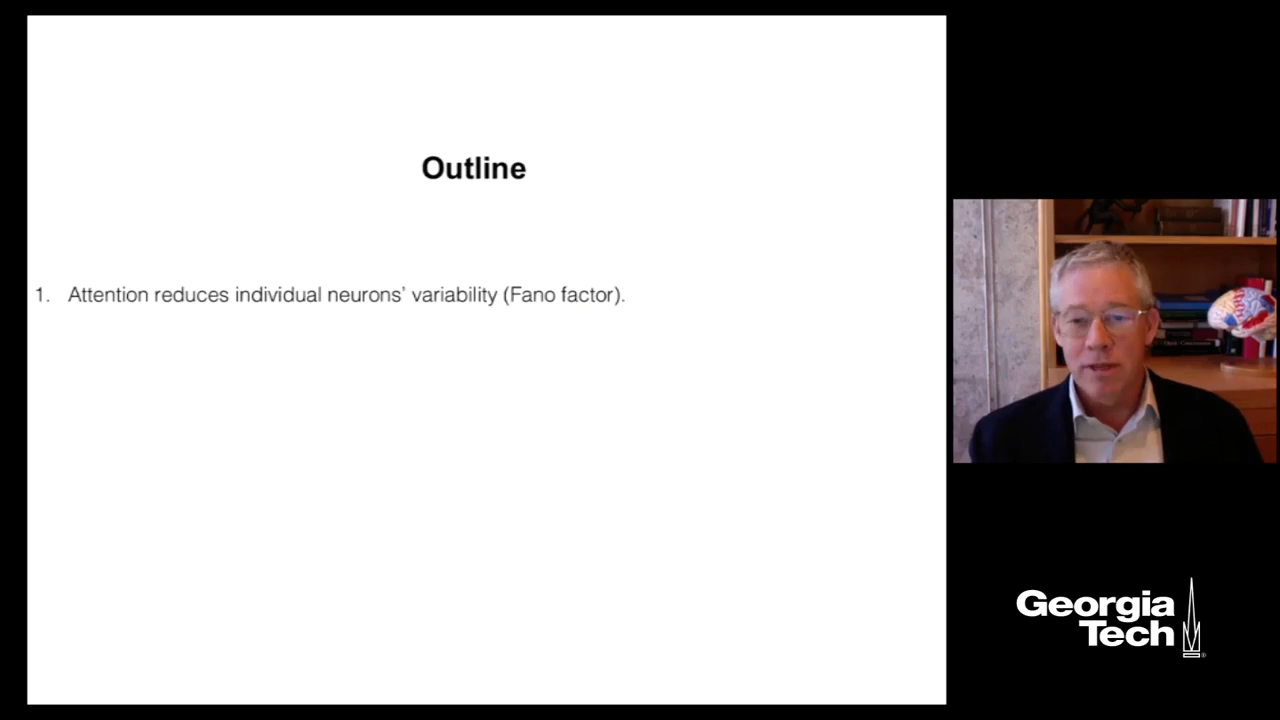 Outline
1. Attention reduces individual neurons’ variability (Fano factor).
Georgia
Tech